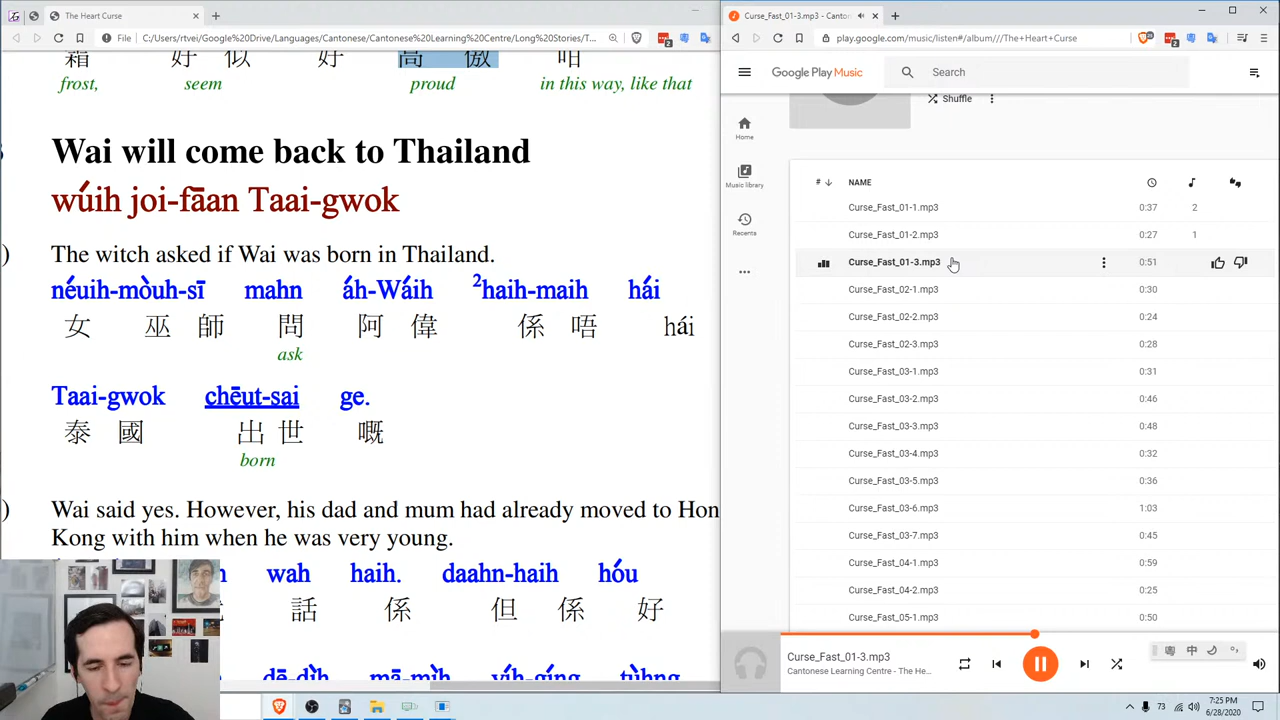 The Heart Curse
File
C:/Users/rtvei/Google%20Drive/Languages/Cantonese/Cantonese%20Learning%20Centre/Long%20Stories/T...
霜 好似 好 高傲 咁
frost, seem proud in this way, like that
Wai will come back to Thailand
wúih joi-fāan Taai-gwok
) The witch asked if Wai was born in Thailand.
néuih-mòuh-sī mahn áh-Wáih ²haih-maih hái
女 巫 師 問 阿 偉 係 唔 hái
ask
Taai-gwok chēut-sai ge.
泰 國 出 世 嘅
born
) Wai said yes. However, his dad and mum had already moved to Hon
Kong with him when he was very young.
wah haih. daahn-haih hóu
話 係 但 係 好
dē-dìh mā-mìh yíh-gíng tùhng
Curse_Fast_01-3.mp3 - Canton
play.google.com/music/listen#/album///The+Heart+Curse
Google Play Music
Search
Shuffle
Home
Music library
Recents
# NAME
Curse_Fast_01-1.mp3 0:37 2
Curse_Fast_01-2.mp3 0:27 1
Curse_Fast_01-3.mp3 0:51
Curse_Fast_02-1.mp3 0:30
Curse_Fast_02-2.mp3 0:24
Curse_Fast_02-3.mp3 0:28
Curse_Fast_03-1.mp3 0:31
Curse_Fast_03-2.mp3 0:46
Curse_Fast_03-3.mp3 0:48
Curse_Fast_03-4.mp3 0:32
Curse_Fast_03-5.mp3 0:36
Curse_Fast_03-6.mp3 1:03
Curse_Fast_03-7.mp3 0:45
Curse_Fast_04-1.mp3 0:59
Curse_Fast_04-2.mp3 0:25
Curse_Fast_05-1.mp3 0:50
Curse_Fast_01-3.mp3
Cantonese Learning Centre - The He...
中
73
7:25 PM
6/28/2020